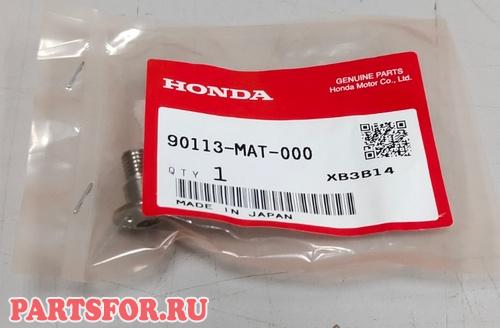 HONDA
GENUINE PARTS
Honda Motor Co., Ltd.
90113-MAT-000
QTY 1
XB3B14
MADE IN JAPAN
PARTSFOR.RU